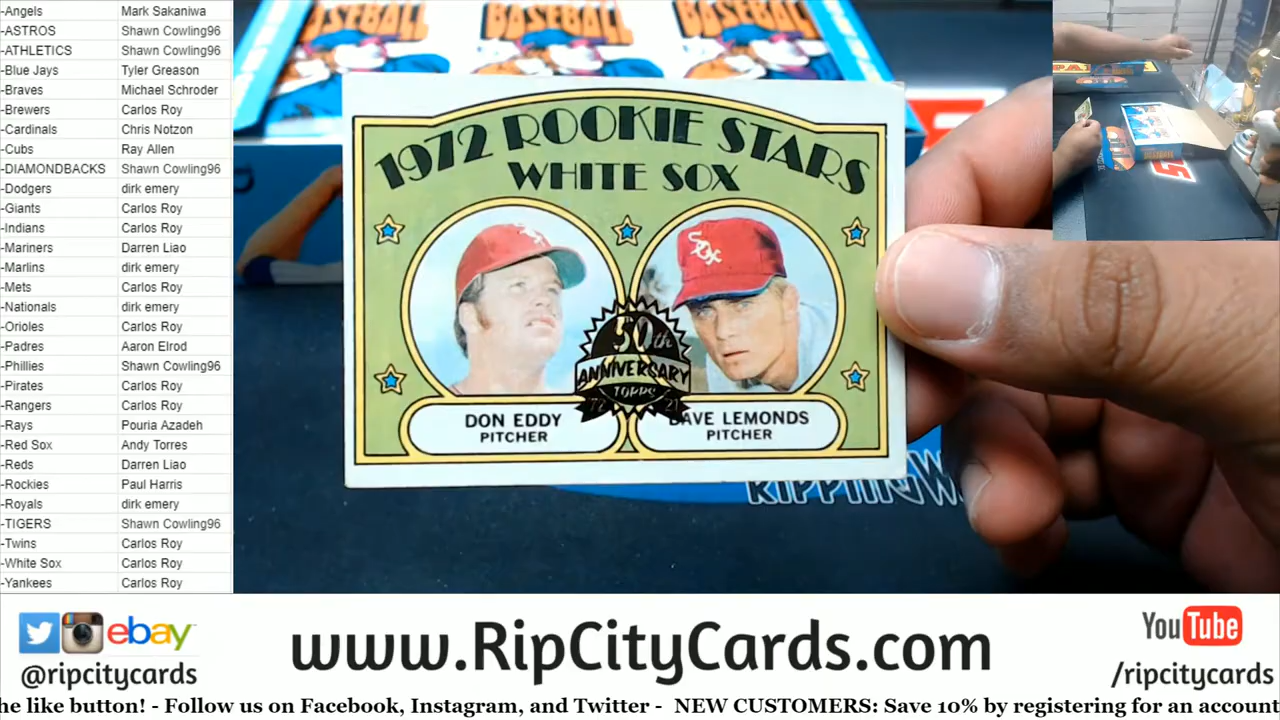 -Angels Mark Sakaniwa
-ASTROS Shawn Cowling96
-ATHLETICS Shawn Cowling96
-Blue Jays Tyler Greason
-Braves Michael Schroder
-Brewers Carlos Roy
-Cardinals Chris Notzon
-Cubs Ray Allen
-DIAMONDBACKS Shawn Cowling96
-Dodgers dirk emery
-Giants Carlos Roy
-Indians Carlos Roy
-Mariners Darren Liao
-Marlins dirk emery
-Mets Carlos Roy
-Nationals dirk emery
-Orioles Carlos Roy
-Padres Aaron Elrod
-Phillies Shawn Cowling96
-Pirates Carlos Roy
-Rangers Carlos Roy
-Rays Pouria Azadeh
-Red Sox Andy Torres
-Reds Darren Liao
-Rockies Paul Harris
-Royals dirk emery
-TIGERS Shawn Cowling96
-Twins Carlos Roy
-White Sox Carlos Roy
-Yankees Carlos Roy
BASEBALL BASEBALL BASEBALL
1972 ROOKIE STARS
WHITE SOX
SOX
50th
ANNIVERSARY
TOPPS
DON EDDY
PITCHER
DAVE LEMONDS
PITCHER
ebay
@ripcitycards
www.RipCityCards.com
YouTube
/ripcitycards
he like button! - Follow us on Facebook, Instagram, and Twitter - NEW CUSTOMERS: Save 10% by registering for an account